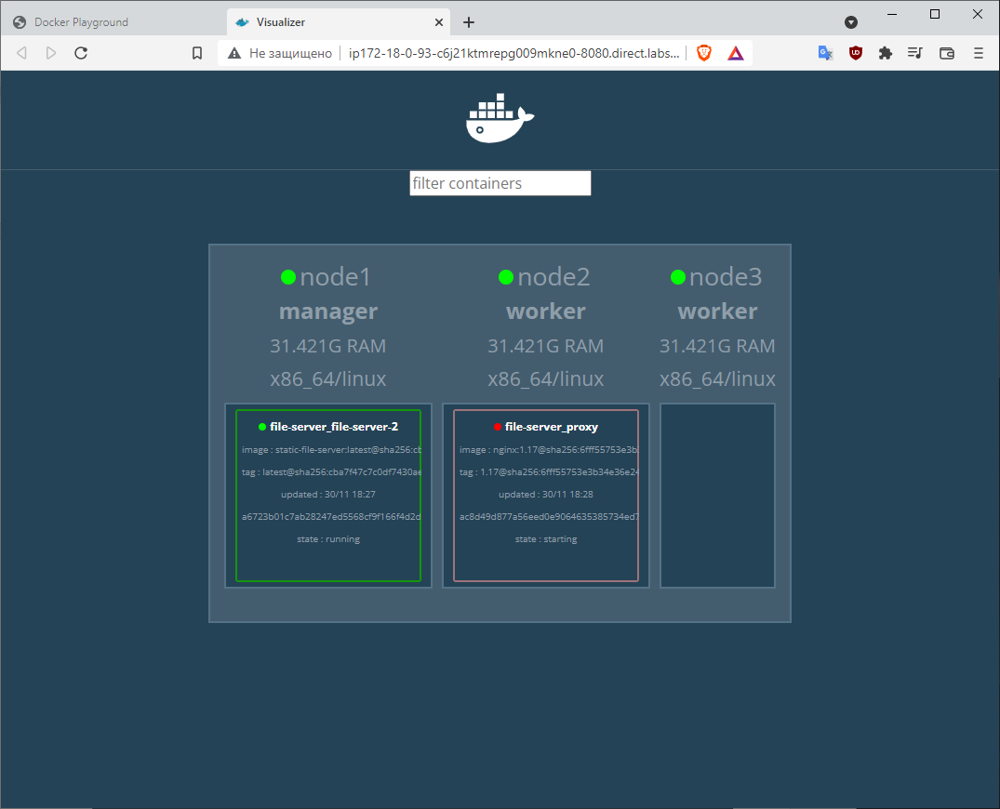 Docker Playground
Visualizer
Не защищено
ip172-18-0-93-c6j21ktmrepg009mkne0-8080.direct.labs...
filter containers
node1
manager
31.421G RAM
x86_64/linux
node2
worker
31.421G RAM
x86_64/linux
node3
worker
31.421G RAM
x86_64/linux
file-server_file-server-2
image : static-file-server:latest@sha256:cb
tag : latest@sha256:cba7f47c7c0df7430ae
updated : 30/11 18:27
a6723b01c7ab28247ed5568cf9f166f4d2d
state : running
file-server_proxy
image : nginx:1.17@sha256:6fff55753e3b
tag : 1.17@sha256:6fff55753e3b34e36e24
updated : 30/11 18:28
ac8d49d877a56eed0e9064635385734ed7
state : starting